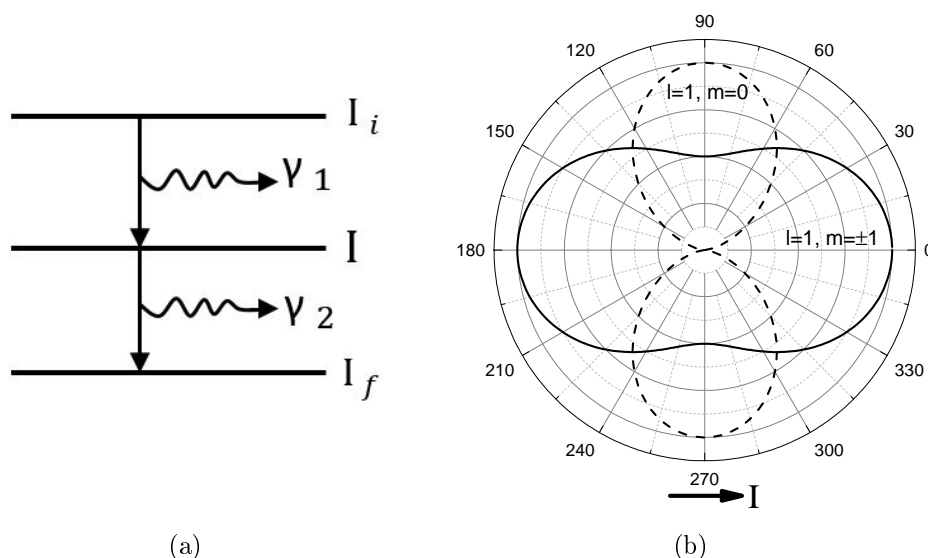 I i
γ 1
I
γ 2
I f
(a)
90
120
60
l=1, m=0
150
30
l=1, m=±1
180
0
210
330
240
300
270
I
(b)